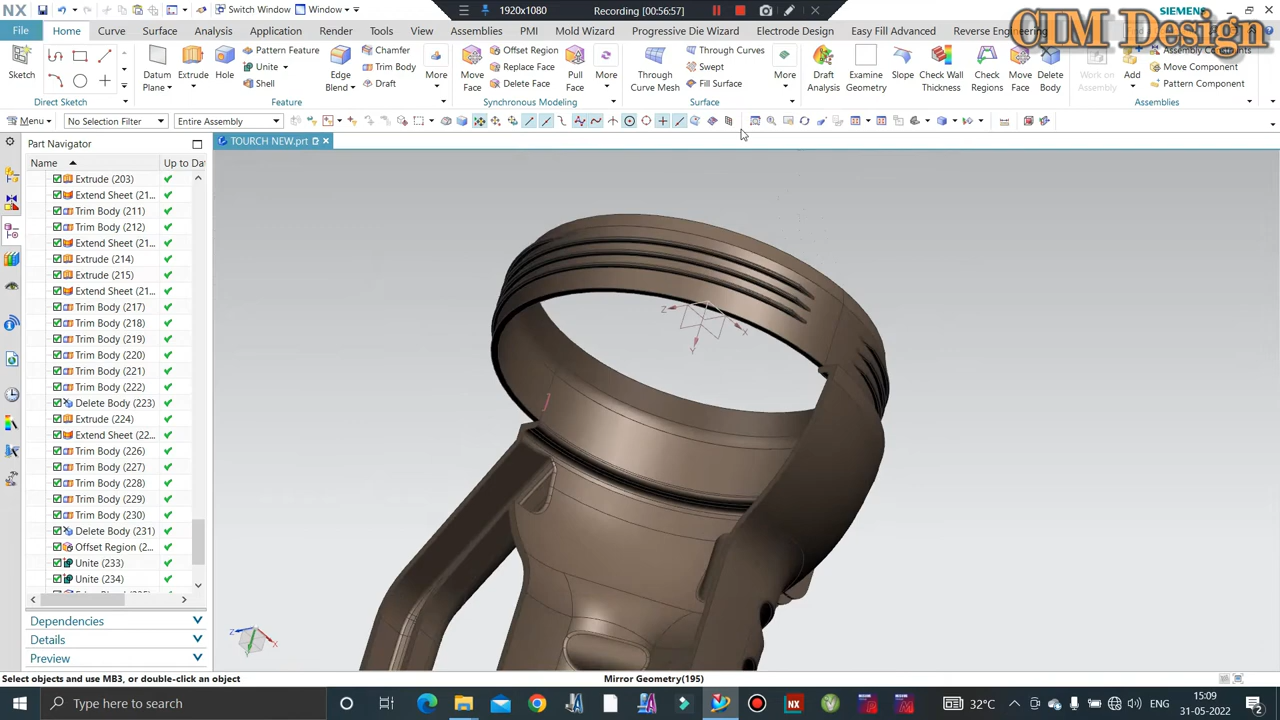 NX
Switch Window
Window
1920x1080
Recording [00:56:57]
SIEMENS
CIM Design
File
Home
Curve
Surface
Analysis
Application
Render
Tools
View
Assemblies
PMI
Mold Wizard
Progressive Die Wizard
Electrode Design
Easy Fill Advanced
Reverse Engineering
Sketch
Direct Sketch
Datum Plane
Extrude
Hole
Pattern Feature
Unite
Shell
Edge Blend
Chamfer
Trim Body
Draft
More
Feature
Move Face
Offset Region
Replace Face
Delete Face
Pull Face
More
Synchronous Modeling
Through Curve Mesh
Through Curves
Swept
Fill Surface
More
Surface
Draft Analysis
Examine Geometry
Slope
Check Wall Thickness
Check Regions
Move Face
Delete Body
Work on Assembly
Add
Assembly Constraints
Move Component
Pattern Component
Assemblies
Menu
No Selection Filter
Entire Assembly
Part Navigator
TOURCH NEW.prt
Name
Up to Da
Extrude (203)
Extend Sheet (21...
Trim Body (211)
Trim Body (212)
Extend Sheet (21...
Extrude (214)
Extrude (215)
Extend Sheet (21...
Trim Body (217)
Trim Body (218)
Trim Body (219)
Trim Body (220)
Trim Body (221)
Trim Body (222)
Delete Body (223)
Extrude (224)
Extend Sheet (22...
Trim Body (226)
Trim Body (227)
Trim Body (228)
Trim Body (229)
Trim Body (230)
Delete Body (231)
Offset Region (2...
Unite (233)
Unite (234)
Dependencies
Details
Preview
Z
X
Y
Z
X
Y
Select objects and use MB3, or double-click an object
Mirror Geometry(195)
Type here to search
32°C
ENG
15:09
31-05-2022